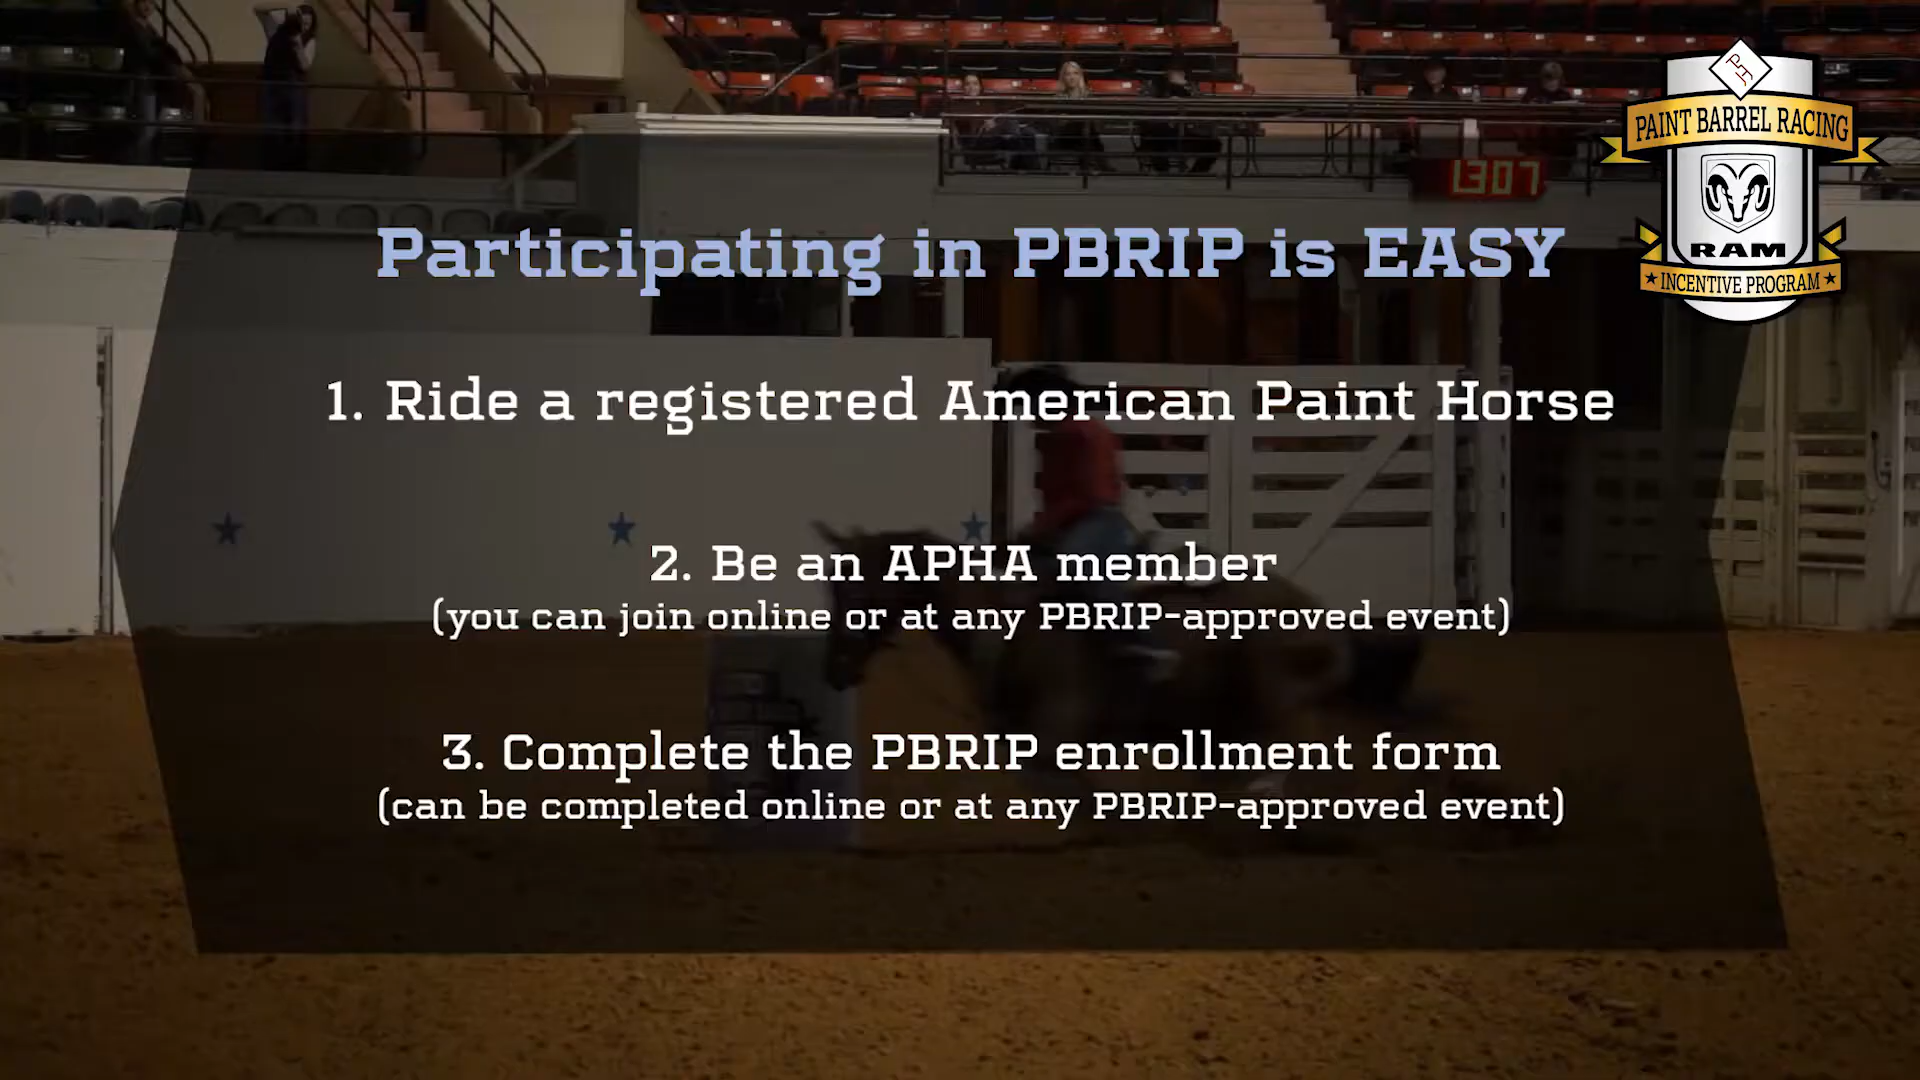 PAINT BARREL RACING
RAM
INCENTIVE PROGRAM
1307
Participating in PBRIP is EASY
1. Ride a registered American Paint Horse
2. Be an APHA member
(you can join online or at any PBRIP-approved event)
3. Complete the PBRIP enrollment form
(can be completed online or at any PBRIP-approved event)